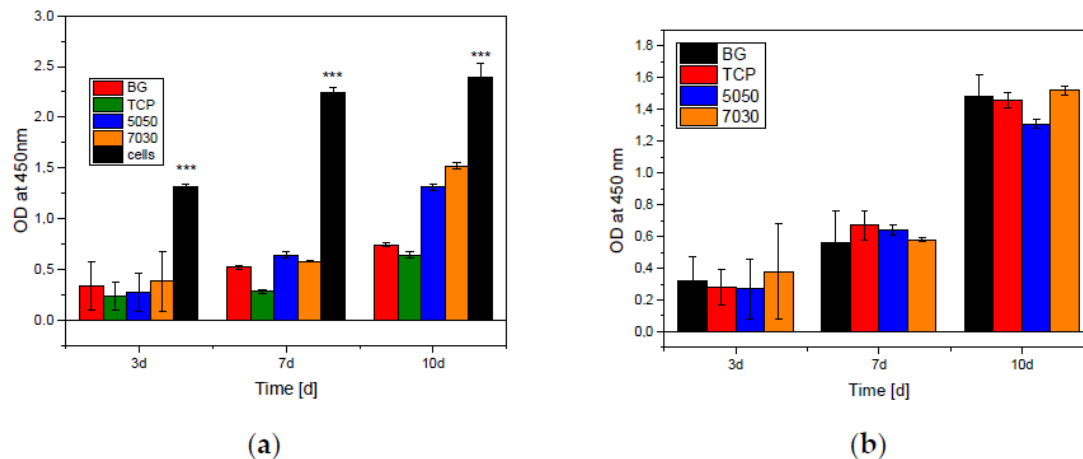 3.0
2.5
2.0
1.5
1.0
0.5
0.0
OD at 450nm
BG
TCP
5050
7030
cells
***
***
***
3d
7d
10d
Time [d]
(a)
1.8
1.6
1.4
1.2
1.0
0.8
0.6
0.4
0.2
0.0
OD at 450 nm
BG
TCP
5050
7030
3d
7d
10d
Time [d]
(b)